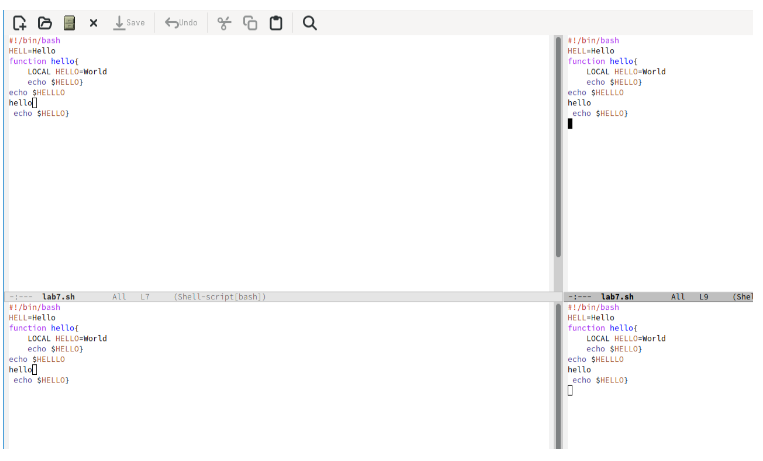 Save Undo
#!/bin/bash
HELL=Hello
function hello{
    LOCAL HELLO=World
    echo $HELLO}
echo $HELLLO
hello
 echo $HELLO}
-:--- lab7.sh All L7 (Shell-script[bash])
#!/bin/bash
HELL=Hello
function hello{
    LOCAL HELLO=World
    echo $HELLO}
echo $HELLLO
hello
 echo $HELLO}
-:--- lab7.sh All L9 (Shel
#!/bin/bash
HELL=Hello
function hello{
    LOCAL HELLO=World
    echo $HELLO}
echo $HELLLO
hello
 echo $HELLO}
#!/bin/bash
HELL=Hello
function hello{
    LOCAL HELLO=World
    echo $HELLO}
echo $HELLLO
hello
 echo $HELLO}